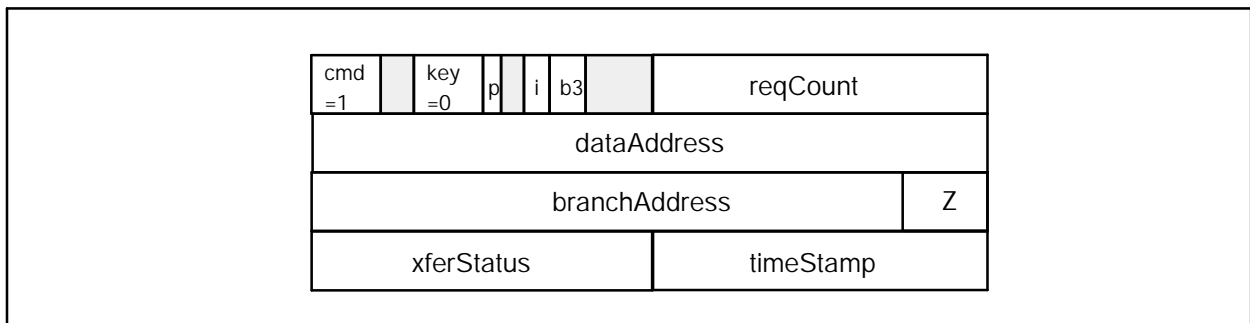 cmd =1 key =0 p i b3 reqCount
dataAddress
branchAddress Z
xferStatus timeStamp